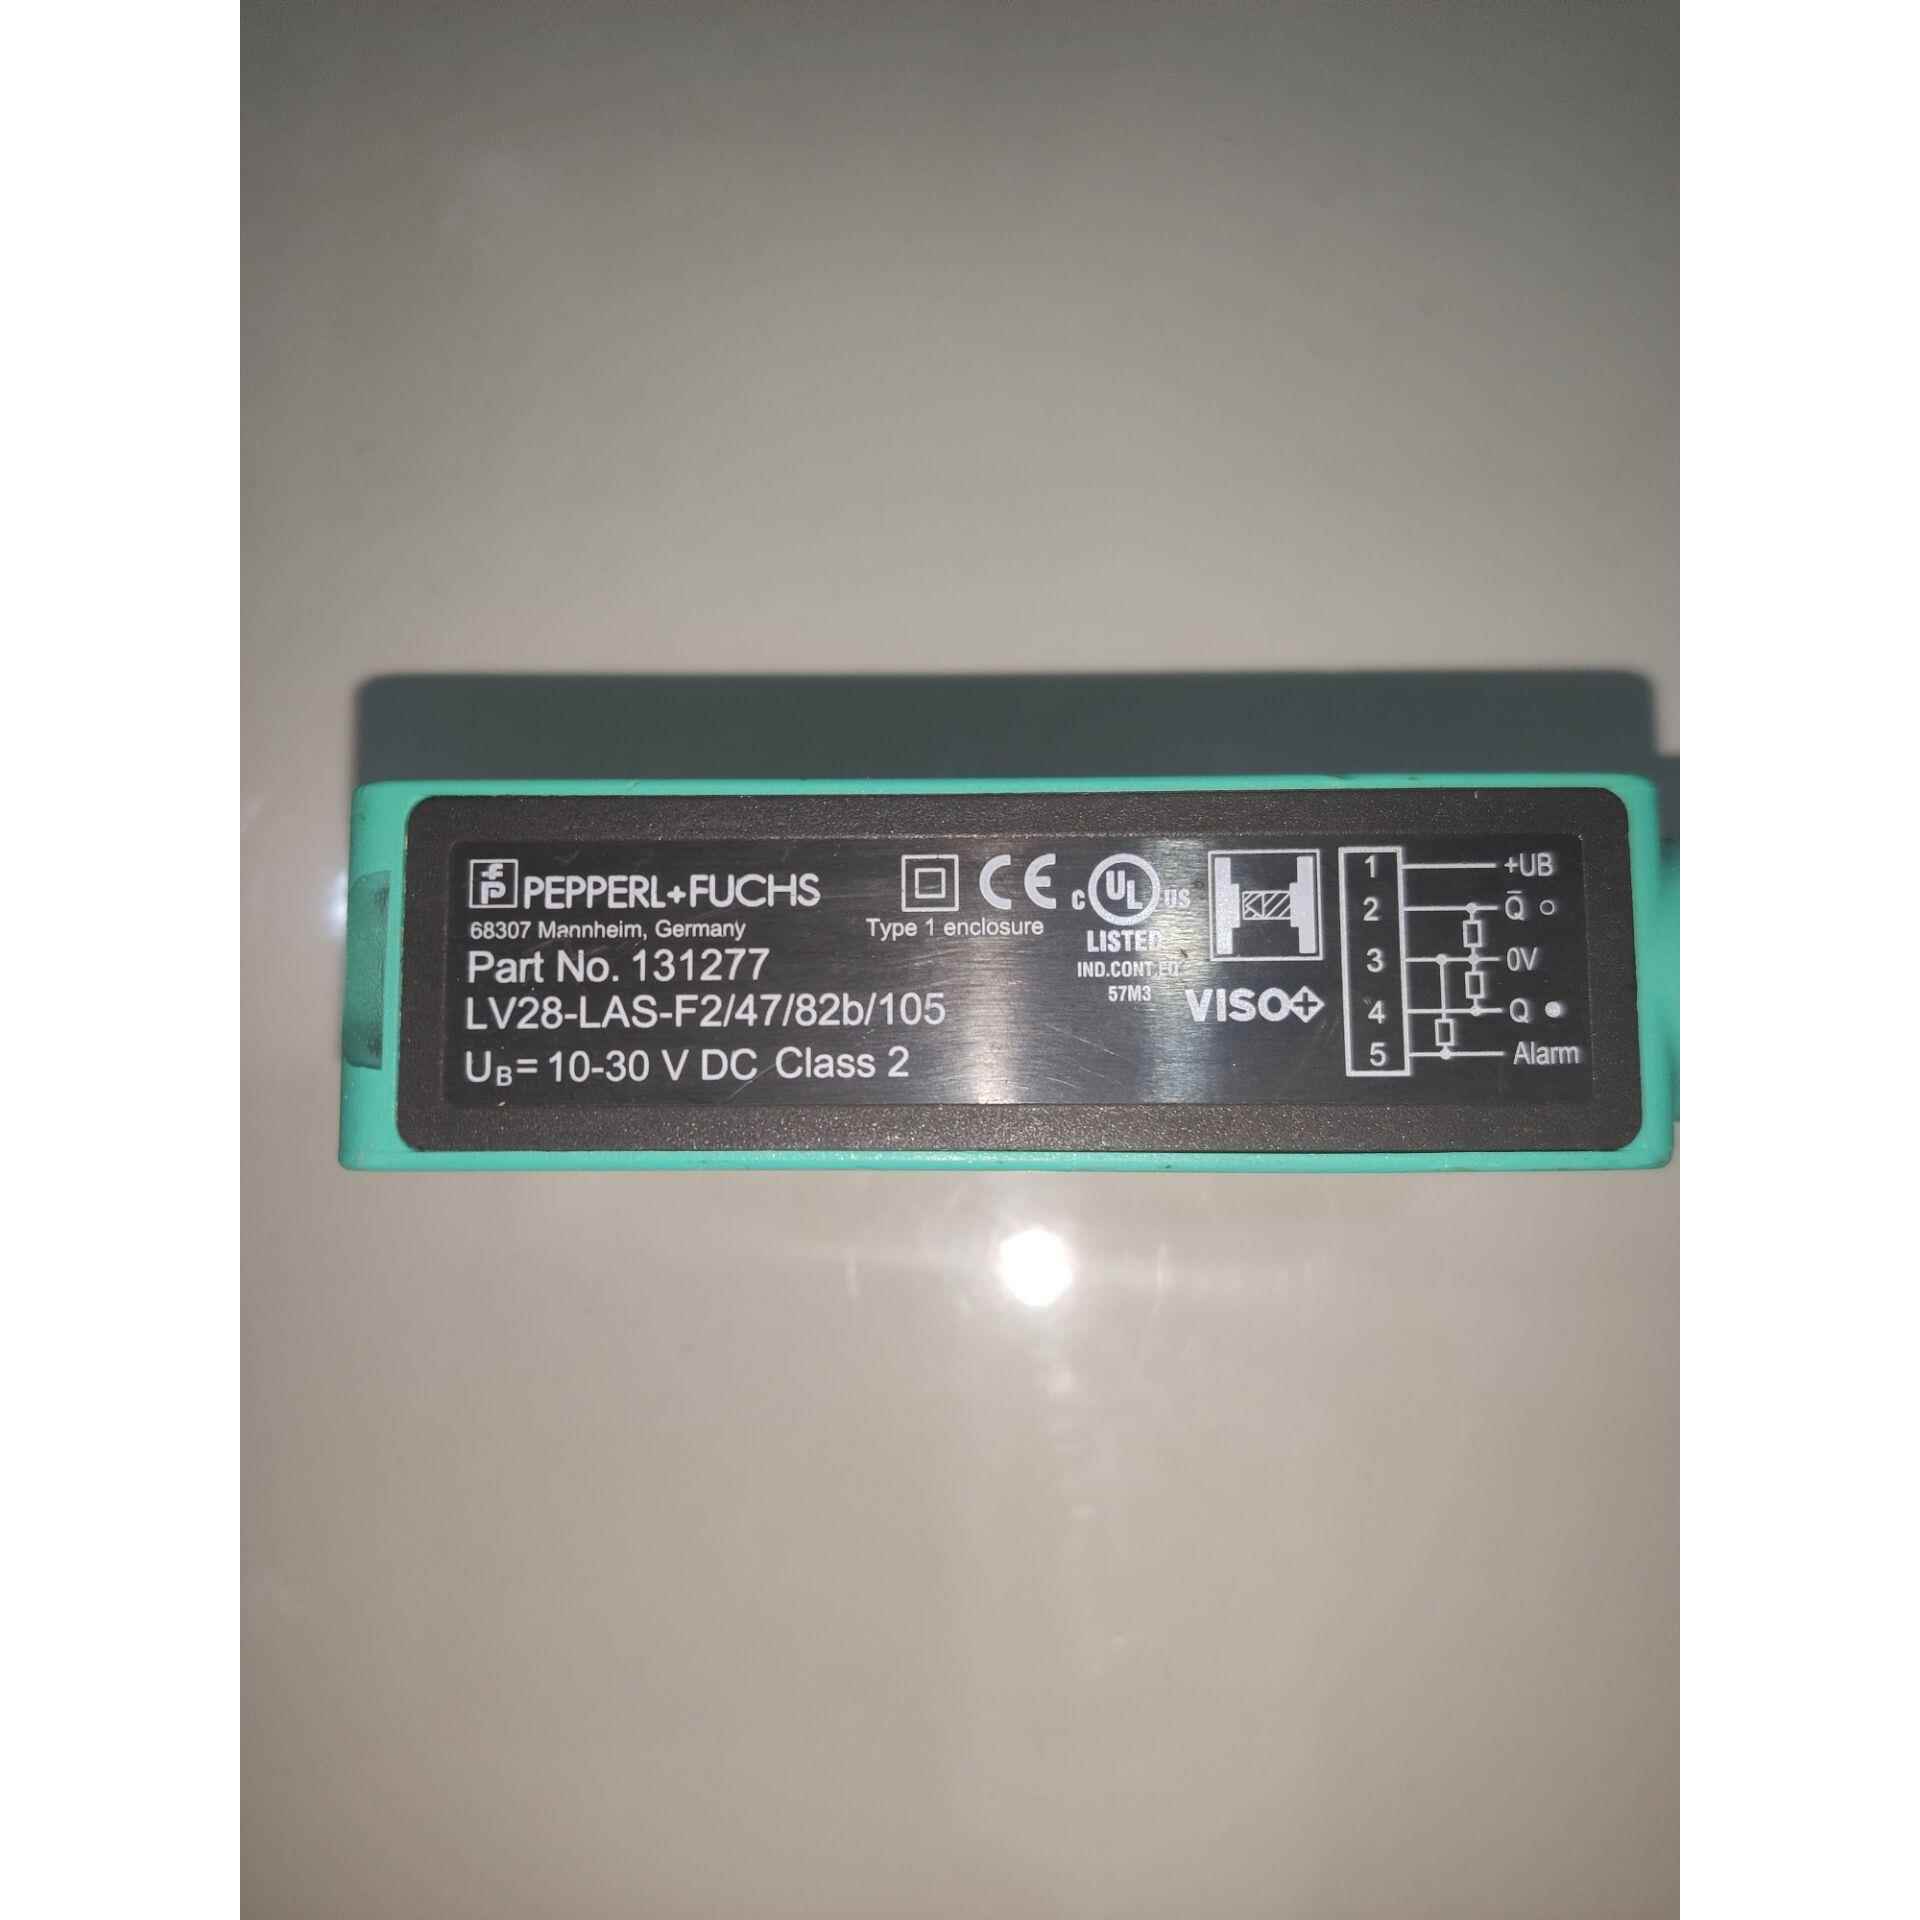 PEPPERL+FUCHS
68307 Mannheim, Germany
Part No. 131277
LV28-LAS-F2/47/82b/105
UB= 10-30 V DC Class 2
CE
Type 1 enclosure
C UL US
LISTED
IND.CONT.EQ
57M3
VISO+
1 +UB
2 Q̅
3 0V
4 Q
5 Alarm